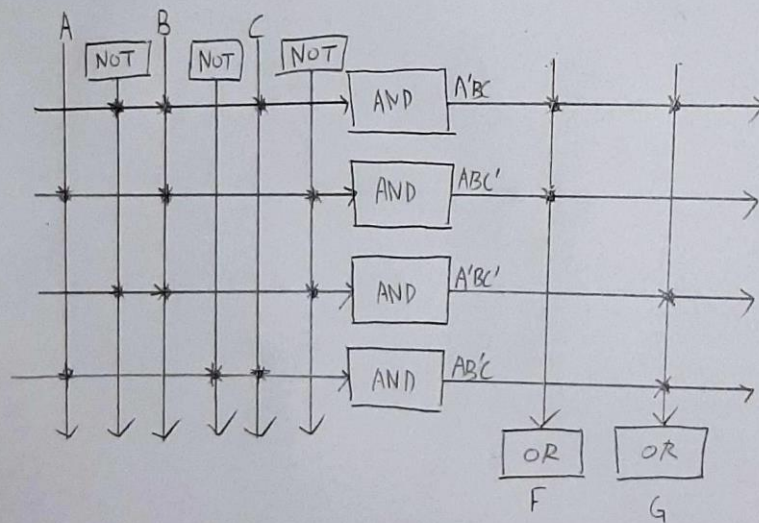 A B C
NOT NOT NOT
AND A'BC
AND ABC'
AND A'BC'
AND AB'C
OR OR
F G